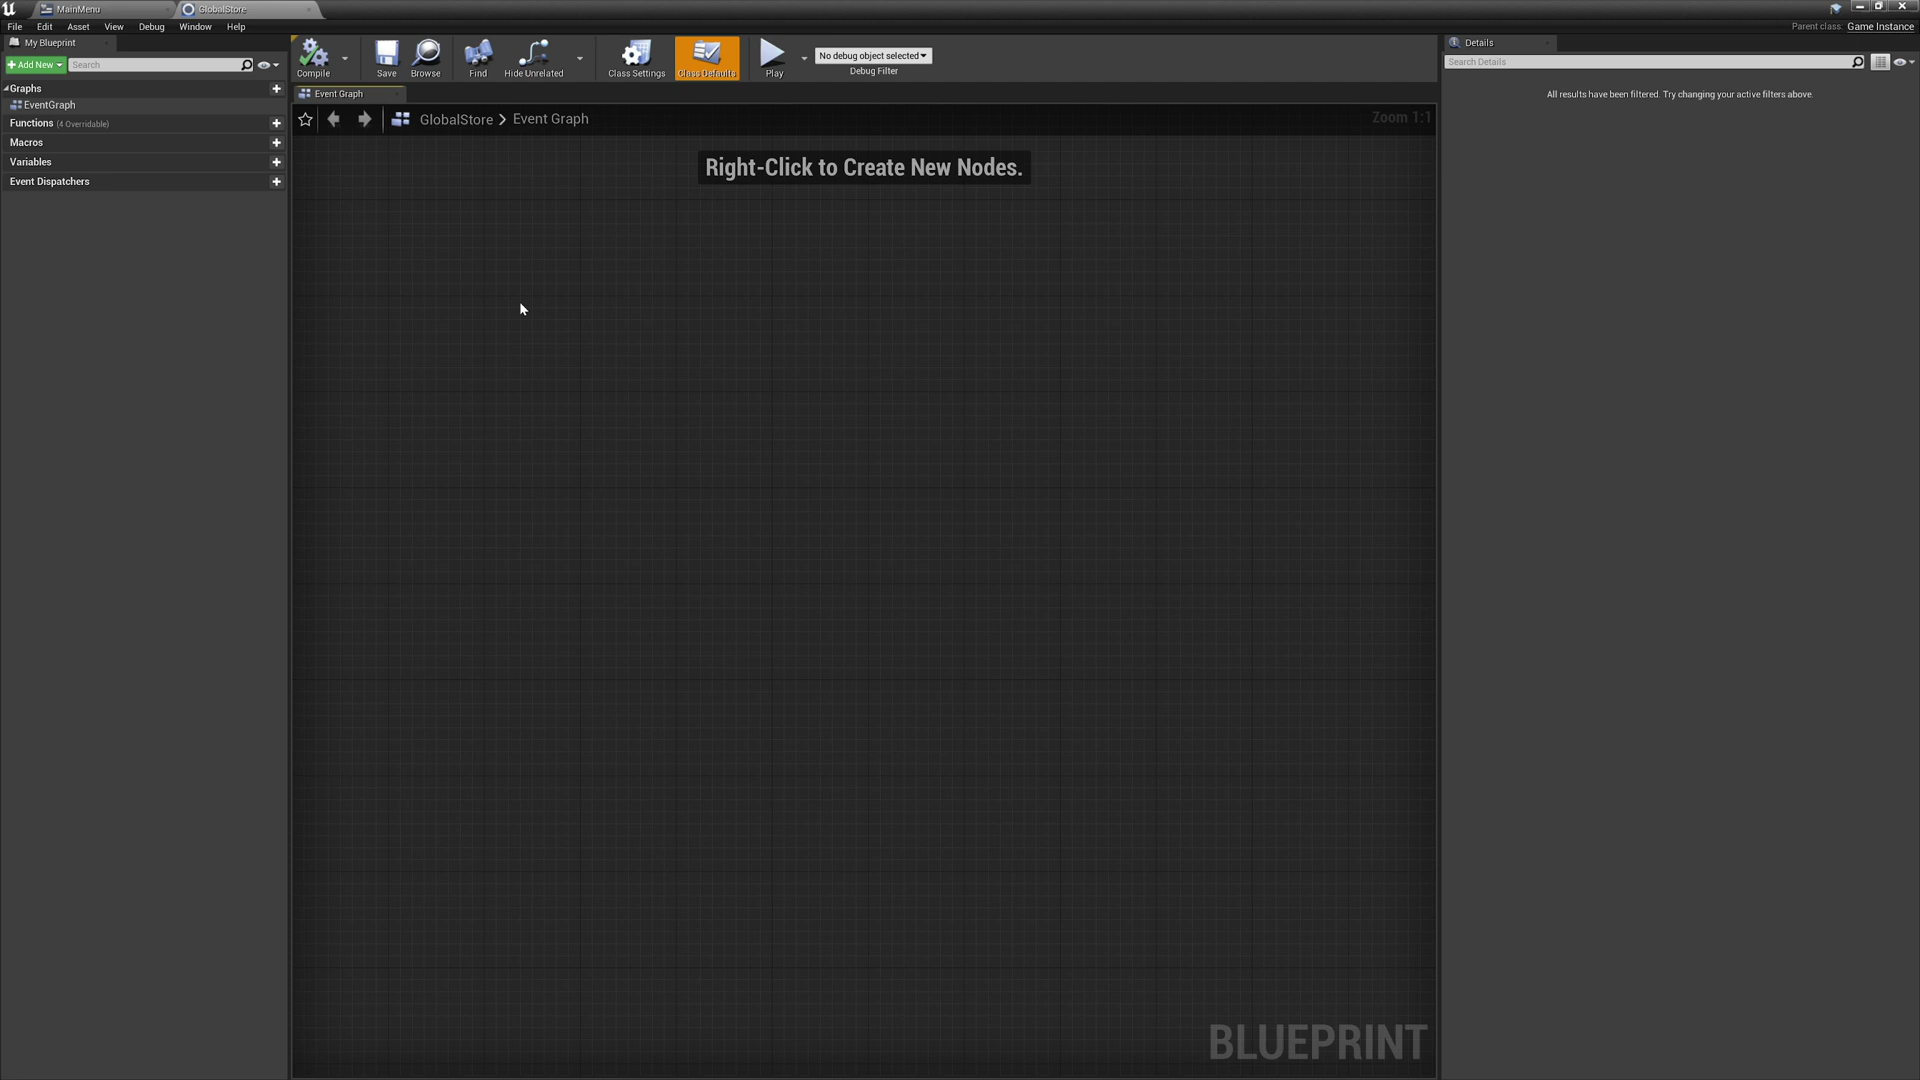 MainMenu
GlobalStore
File Edit Asset View Debug Window Help
Parent class: Game Instance
My Blueprint
Add New
Search
Graphs
EventGraph
Functions (4 Overridable)
Macros
Variables
Event Dispatchers
Compile
Save
Browse
Find
Hide Unrelated
Class Settings
Class Defaults
Play
No debug object selected
Debug Filter
Event Graph
GlobalStore > Event Graph
Zoom 1:1
Right-Click to Create New Nodes.
BLUEPRINT
Details
Search Details
All results have been filtered. Try changing your active filters above.